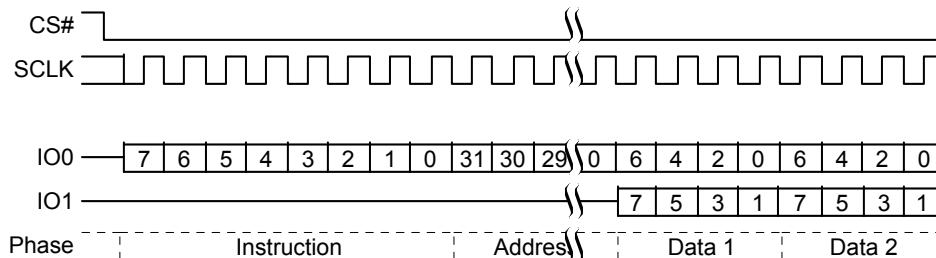 CS#
SCLK
IO0 7 6 5 4 3 2 1 0 31 30 29 0 6 4 2 0 6 4 2 0
IO1 7 5 3 1 7 5 3 1
Phase Instruction Address Data 1 Data 2